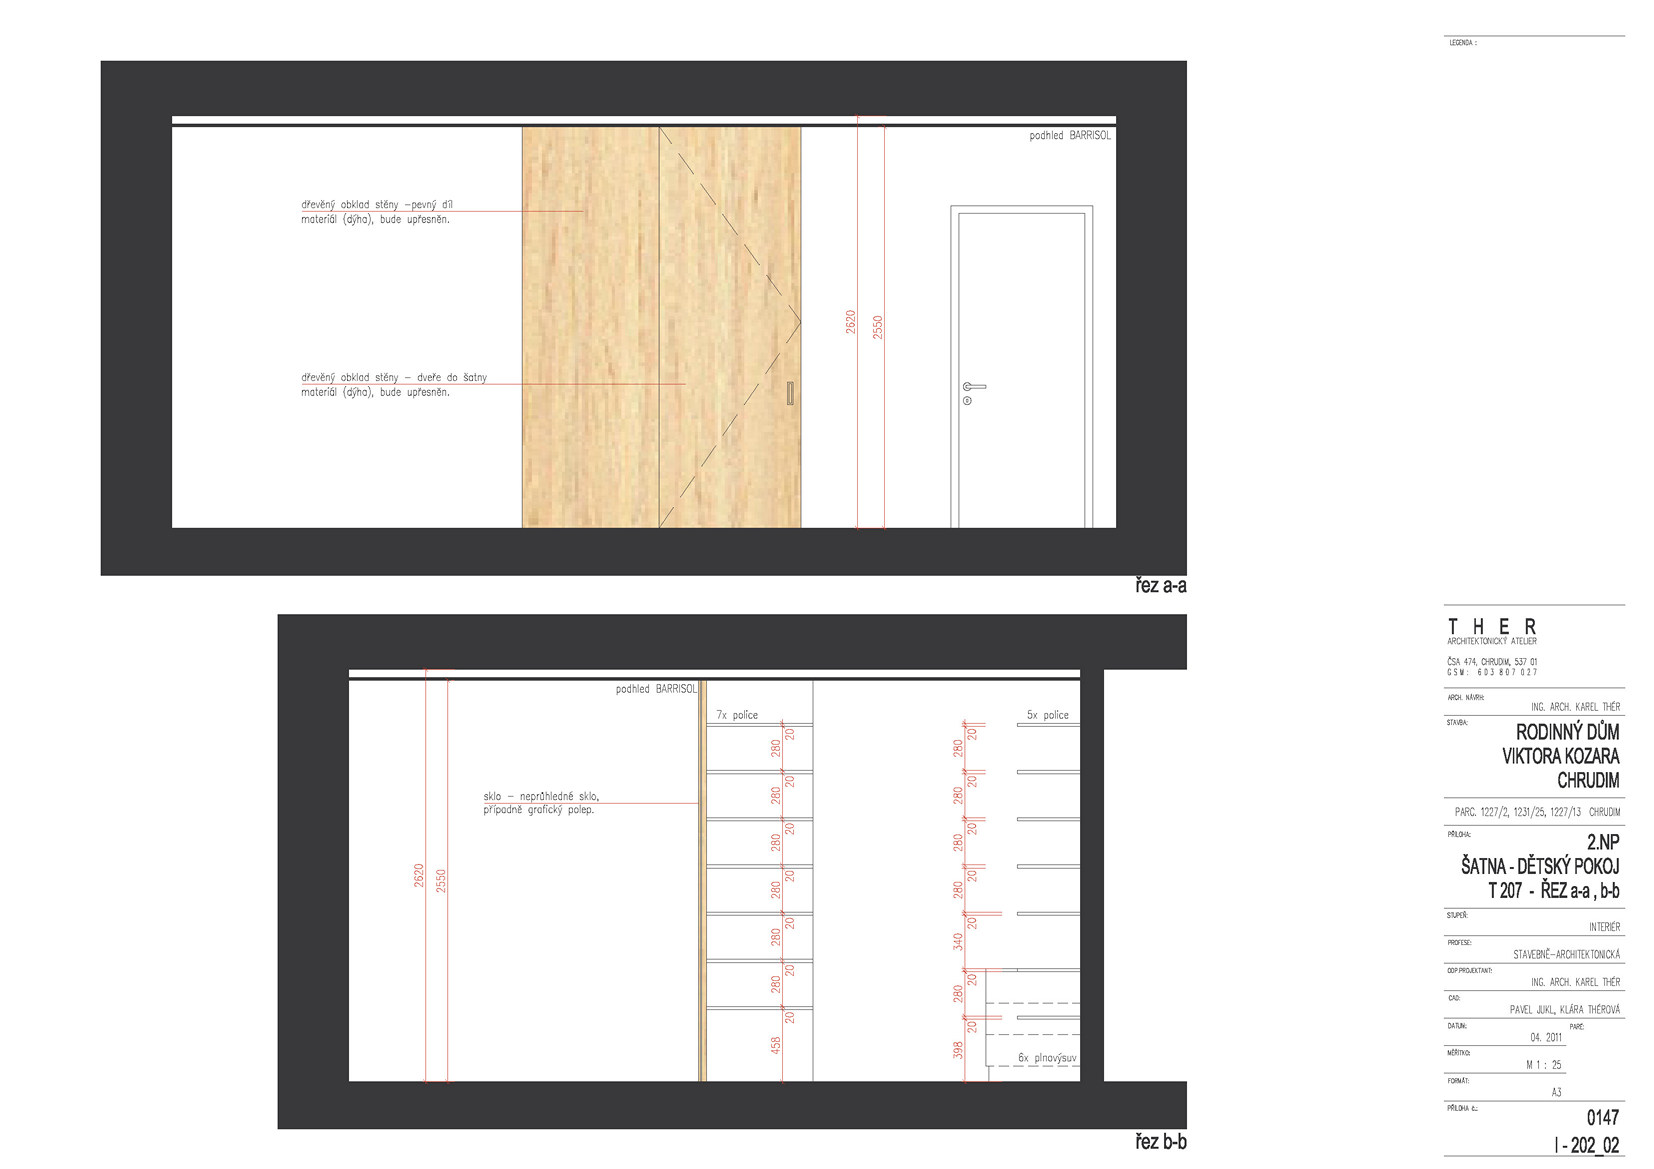 LEGENDA :
podhled BARRISOL
dřevěný obklad stěny -pevný díl
materiál (dýha), bude upřesněn.
2620
2550
dřevěný obklad stěny - dveře do šatny
materiál (dýha), bude upřesněn.
řez a-a
podhled BARRISOL
7x police
5x police
20
280
20
280
20
280
20
280
20
280
20
280
20
458
20
280
20
280
20
280
20
280
20
340
20
280
20
398
sklo - neprůhledné sklo,
případně grafický polep.
2620
2550
6x plnovýsuv
řez b-b
T H E R
ARCHITEKTONICKÝ ATELIER
ČSA 474, CHRUDIM, 537 01
GSM: 603 807 027
ARCH. NÁVRH:
ING. ARCH. KAREL THÉR
STAVBA:
RODINNÝ DŮM
VIKTORA KOZARA
CHRUDIM
PARC. 1227/2, 1231/25, 1227/13 CHRUDIM
PŘÍLOHA:
2.NP
ŠATNA - DĚTSKÝ POKOJ
T 207 - ŘEZ a-a , b-b
STUPEŇ:
INTERIÉR
PROFESE:
STAVEBNĚ-ARCHITEKTONICKÁ
ODP.PROJEKTANT:
ING. ARCH. KAREL THÉR
CAD:
PAVEL JUKL, KLÁRA THÉROVÁ
DATUM:
PARÉ:
04. 2011
MĚŘÍTKO:
M 1 : 25
FORMÁT:
A3
PŘÍLOHA č.:
0147
I - 202_02